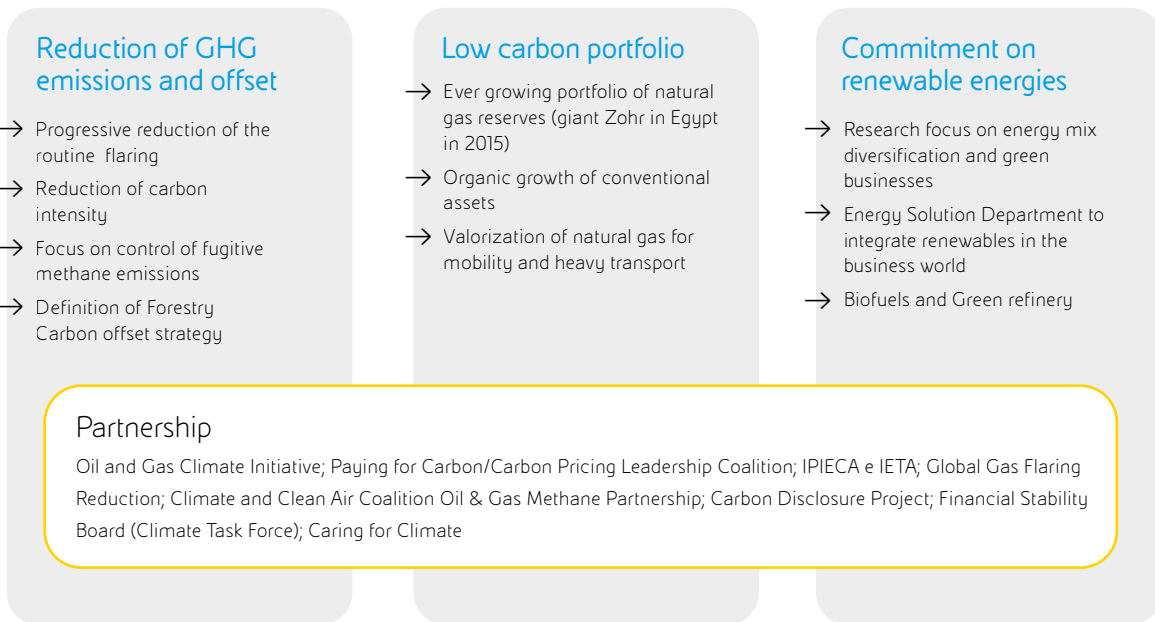 Reduction of GHG
emissions and offset
→ Progressive reduction of the
routine flaring
→ Reduction of carbon
intensity
→ Focus on control of fugitive
methane emissions
→ Definition of Forestry
Carbon offset strategy
Low carbon portfolio
→ Ever growing portfolio of natural
gas reserves (giant Zohr in Egypt
in 2015)
→ Organic growth of conventional
assets
→ Valorization of natural gas for
mobility and heavy transport
Commitment on
renewable energies
→ Research focus on energy mix
diversification and green
businesses
→ Energy Solution Department to
integrate renewables in the
business world
→ Biofuels and Green refinery
Partnership
Oil and Gas Climate Initiative; Paying for Carbon/Carbon Pricing Leadership Coalition; IPIECA e IETA; Global Gas Flaring
Reduction; Climate and Clean Air Coalition Oil & Gas Methane Partnership; Carbon Disclosure Project; Financial Stability
Board (Climate Task Force); Caring for Climate